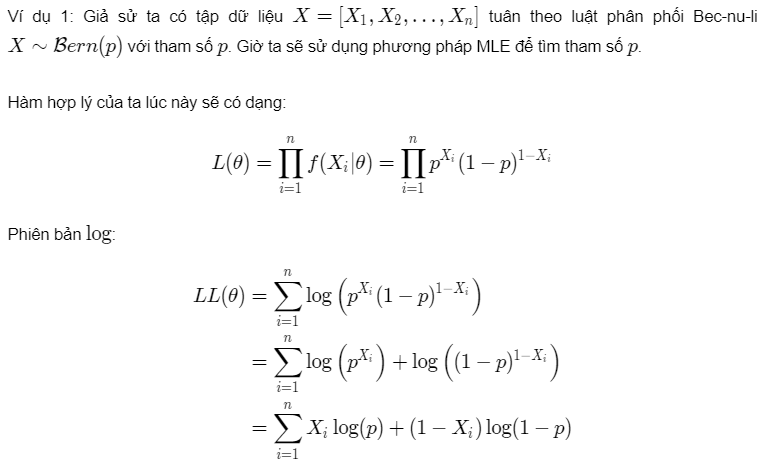 Ví dụ 1: Giả sử ta có tập dữ liệu $X = [X_1, X_2, \ldots, X_n]$ tuân theo luật phân phối Bec-nu-li
$X \sim \mathcal{B}ern(p)$ với tham số $p$. Giờ ta sẽ sử dụng phương pháp MLE để tìm tham số $p$.
Hàm hợp lý của ta lúc này sẽ có dạng:
$L(\theta) = \prod_{i=1}^{n} f(X_i|\theta) = \prod_{i=1}^{n} p^{X_i}(1-p)^{1-X_i}$
Phiên bản $\log$:
$LL(\theta) = \sum_{i=1}^{n} \log\left(p^{X_i}(1-p)^{1-X_i}\right)$
$= \sum_{i=1}^{n} \log\left(p^{X_i}\right) + \log\left((1-p)^{1-X_i}\right)$
$= \sum_{i=1}^{n} X_i \log(p) + (1-X_i)\log(1-p)$